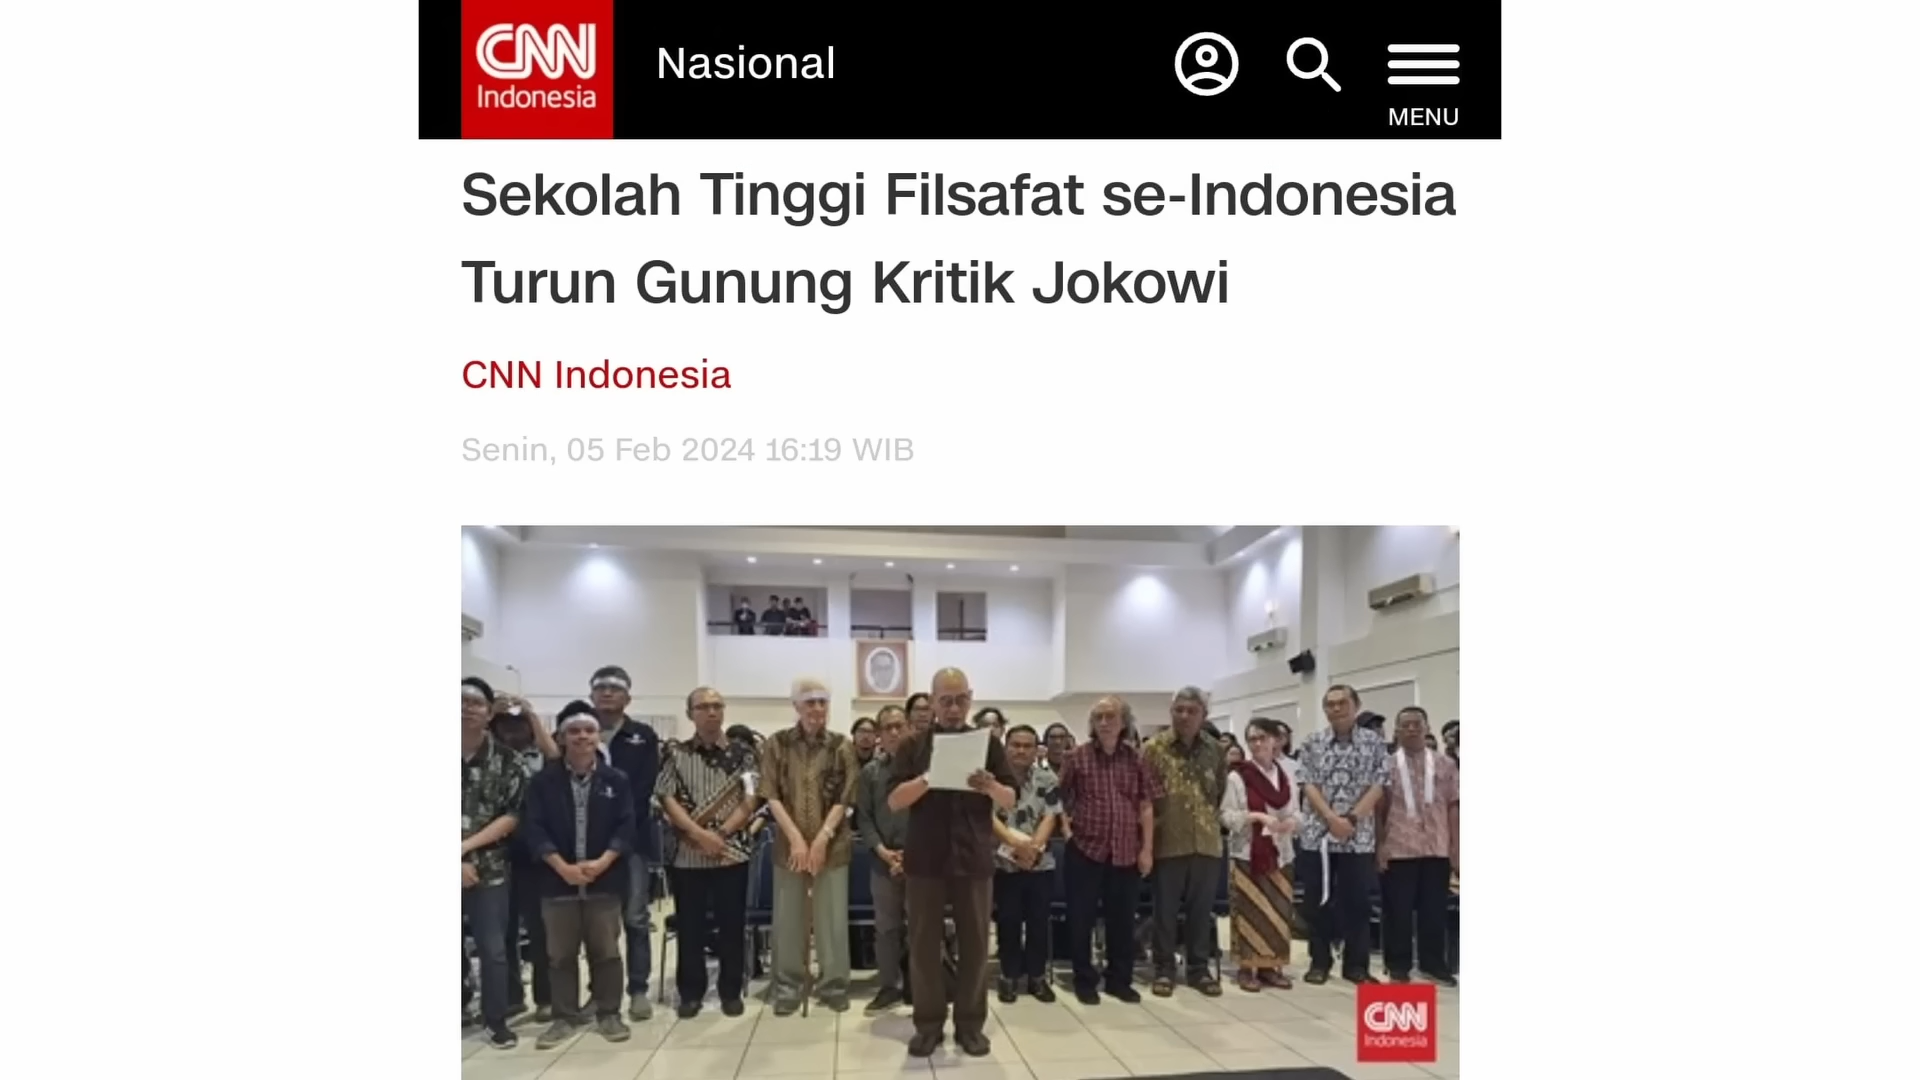 CNN
Indonesia
Nasional
MENU
Sekolah Tinggi Filsafat se-Indonesia
Turun Gunung Kritik Jokowi
CNN Indonesia
Senin, 05 Feb 2024 16:19 WIB
CNN
Indonesia